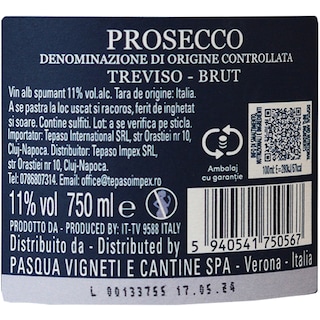 PROSECCO
DENOMINAZIONE DI ORIGINE CONTROLLATA
TREVISO - BRUT
Vin alb spumant 11% vol.alc. Tara de origine: Italia.
A se pastra la loc uscat si racoros, ferit de inghetat
si soare. Contine sulfiti. Lot: a se verifica pe sticla.
Importator: Tepaso International SRL, str Orastiei nr 10,
Cluj-Napoca. Distribuitor: Tepaso Impex SRL,
str Orastiei nr 10,
Cluj-Napoca.
Tel: 0786807314. Email: office@tepasoimpex.ro
Ambalaj
cu garanție
100ml: E=280kJ/67kcal
11% vol 750 ml e
PRODOTTO DA - PRODUCED BY: IT-TV 9588 ITALY
Distribuito da - Distributed by
5 940541 750567
PASQUA VIGNETI E CANTINE SPA - Verona - Italia
L 00133755 17.05.24